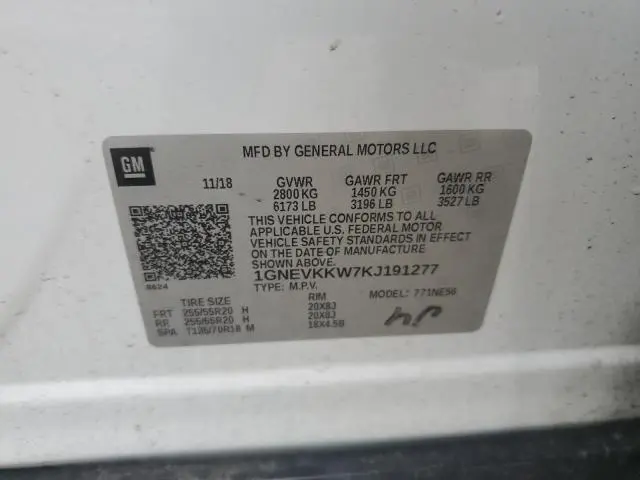 GM
MFD BY GENERAL MOTORS LLC
11/18 GVWR GAWR FRT GAWR RR
2800 KG 1450 KG 1600 KG
6173 LB 3196 LB 3527 LB
THIS VEHICLE CONFORMS TO ALL
APPLICABLE U.S. FEDERAL MOTOR
VEHICLE SAFETY STANDARDS IN EFFECT
ON THE DATE OF MANUFACTURE
SHOWN ABOVE.
8624
1GNEVKKW7KJ191277
TYPE: M.P.V. MODEL: 771NE56
TIRE SIZE RIM
FRT 255/55R20 H 20X8J
RR 255/55R20 H 20X8J
SPA T135/70R18 M 18X4.5B
J4